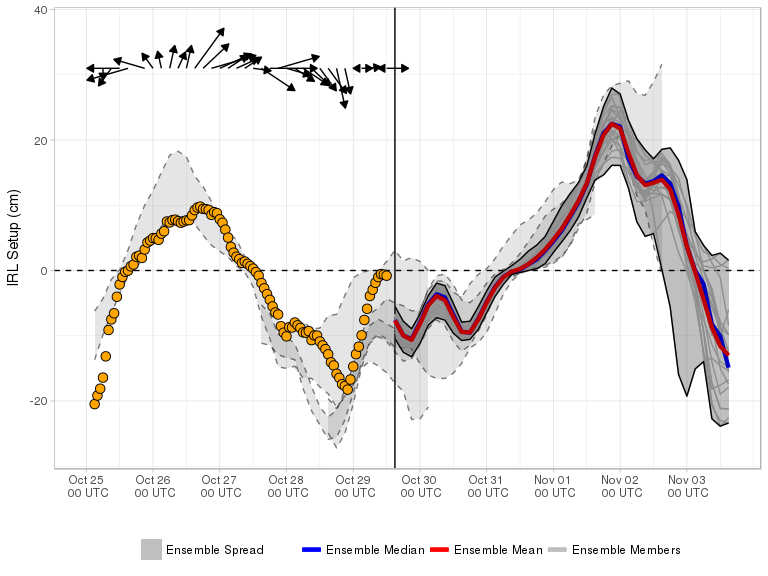 40
20
0
-20
IRL Setup (cm)
Oct 25 Oct 26 Oct 27 Oct 28 Oct 29 Oct 30 Oct 31 Nov 01 Nov 02 Nov 03
00 UTC 00 UTC 00 UTC 00 UTC 00 UTC 00 UTC 00 UTC 00 UTC 00 UTC 00 UTC
Ensemble Spread Ensemble Median Ensemble Mean Ensemble Members